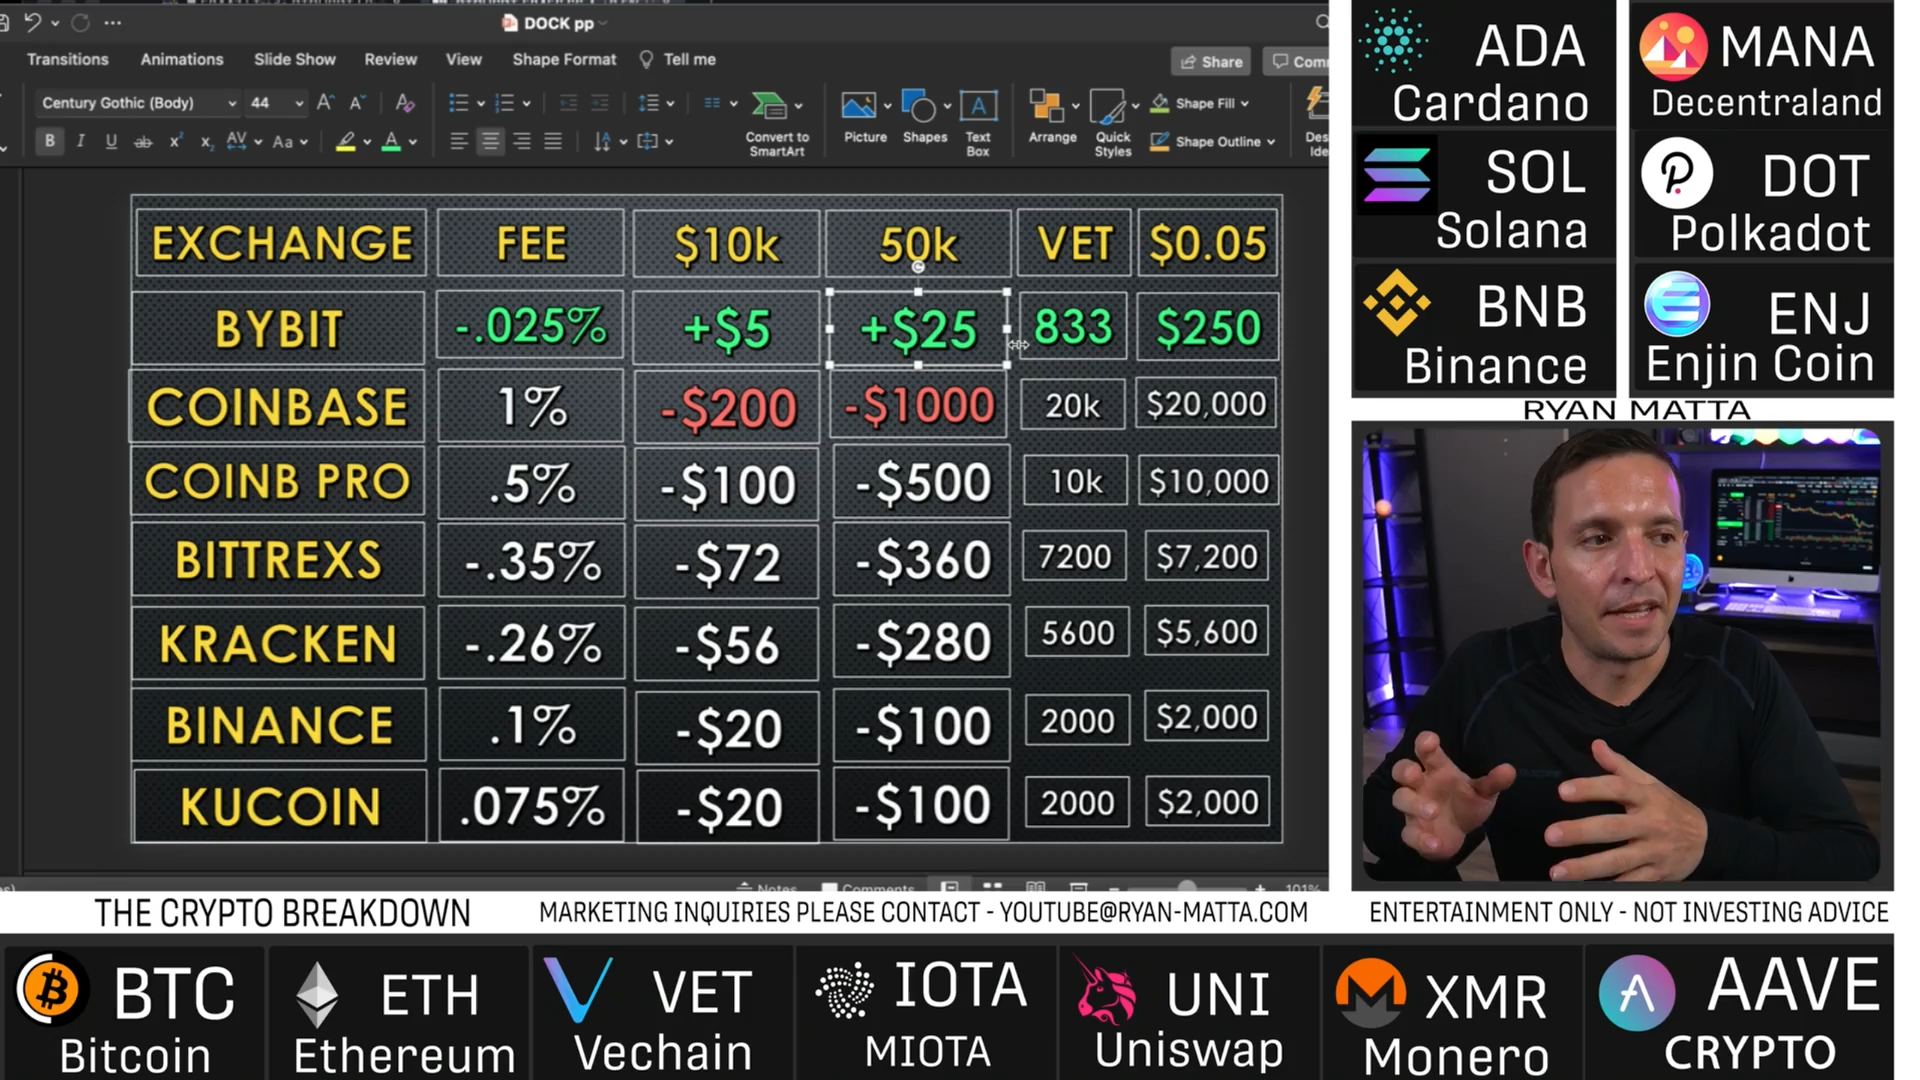 DOCK pp
Transitions Animations Slide Show Review View Shape Format Tell me Share
Century Gothic (Body) 44 Convert to SmartArt Picture Shapes Text Box Arrange Quick Styles Shape Fill Shape Outline
EXCHANGE FEE $10k 50k VET $0.05
BYBIT -.025% +$5 +$25 833 $250
COINBASE 1% -$200 -$1000 20k $20,000
COINB PRO .5% -$100 -$500 10k $10,000
BITTREXS -.35% -$72 -$360 7200 $7,200
KRACKEN -.26% -$56 -$280 5600 $5,600
BINANCE .1% -$20 -$100 2000 $2,000
KUCOIN .075% -$20 -$100 2000 $2,000
Notes Comments 101%
ADA
Cardano
MANA
Decentraland
SOL
Solana
DOT
Polkadot
BNB
Binance
ENJ
Enjin Coin
RYAN MATTA
THE CRYPTO BREAKDOWN MARKETING INQUIRIES PLEASE CONTACT - YOUTUBE@RYAN-MATTA.COM ENTERTAINMENT ONLY - NOT INVESTING ADVICE
BTC
Bitcoin
ETH
Ethereum
VET
Vechain
IOTA
MIOTA
UNI
Uniswap
XMR
Monero
AAVE
CRYPTO